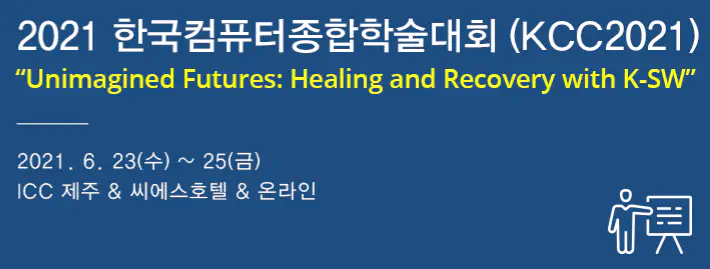 2021 한국컴퓨터종합학술대회 (KCC2021)
“Unimagined Futures: Healing and Recovery with K-SW”
2021. 6. 23(수) ~ 25(금)
ICC 제주 & 씨에스호텔 & 온라인